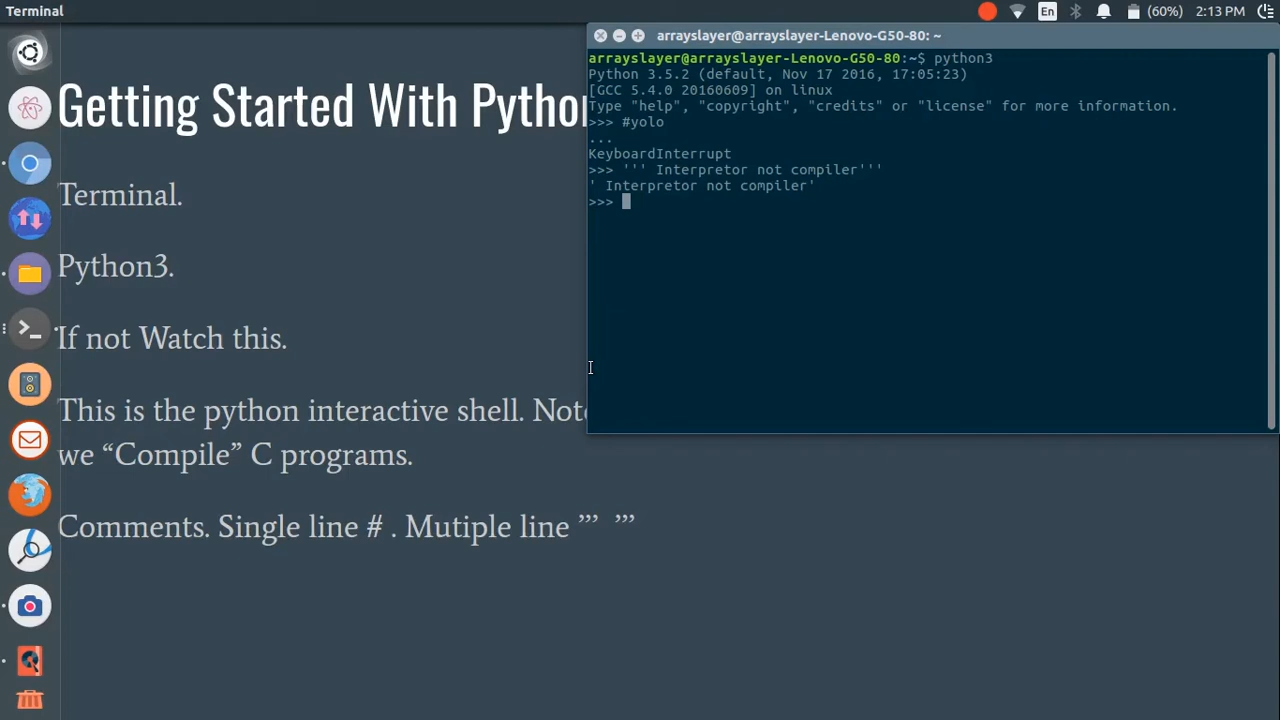 Terminal
En
(60%)
2:13 PM
Getting Started With Python
Terminal.
Python3.
If not Watch this.
This is the python interactive shell. Note
we “Compile” C programs.
Comments. Single line # . Mutiple line ’’’ ’’’
arrayslayer@arrayslayer-Lenovo-G50-80: ~
arrayslayer@arrayslayer-Lenovo-G50-80:~$ python3
Python 3.5.2 (default, Nov 17 2016, 17:05:23)
[GCC 5.4.0 20160609] on linux
Type "help", "copyright", "credits" or "license" for more information.
>>> #yolo
...
KeyboardInterrupt
>>> ''' Interpretor not compiler'''
' Interpretor not compiler'
>>>